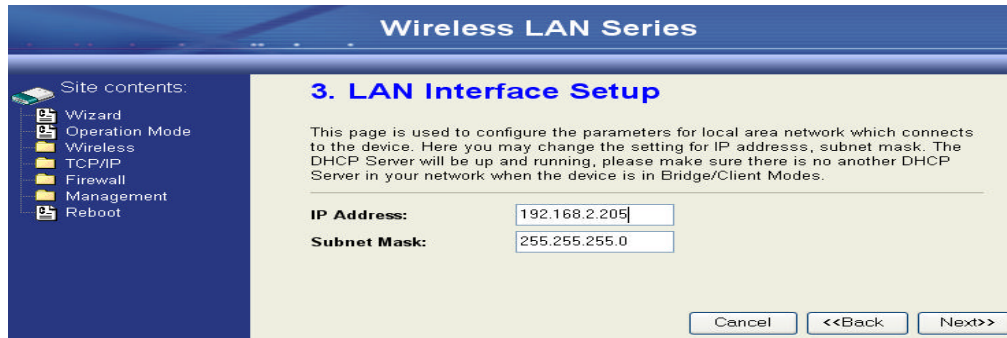 Wireless LAN Series
Site contents:
Wizard
Operation Mode
Wireless
TCP/IP
Firewall
Management
Reboot
3. LAN Interface Setup
This page is used to configure the parameters for local area network which connects
to the device. Here you may change the setting for IP addresss, subnet mask. The
DHCP Server will be up and running, please make sure there is no another DHCP
Server in your network when the device is in Bridge/Client Modes.
IP Address: 192.168.2.205
Subnet Mask: 255.255.255.0
Cancel <<Back Next>>